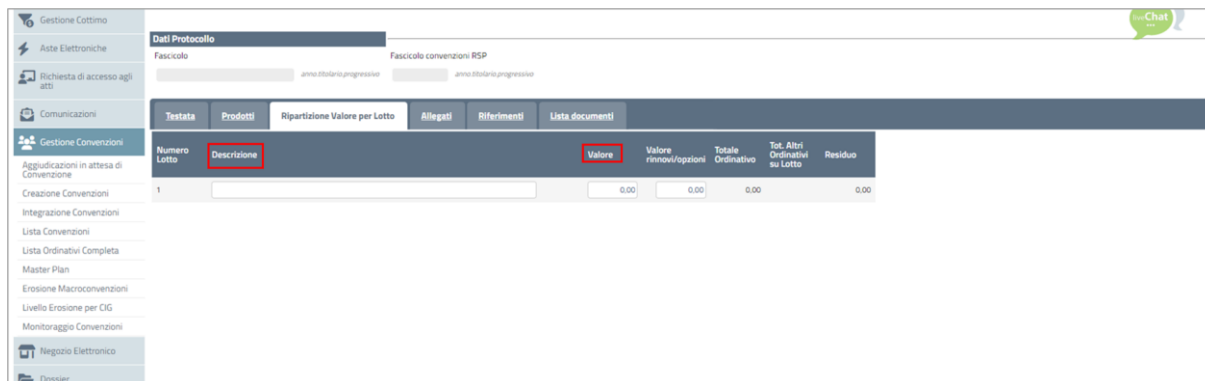 Gestione Cottimo
Aste Elettroniche
Richiesta di accesso agli
atti
Comunicazioni
Gestione Convenzioni
Aggiudicazioni in attesa di
Convenzione
Creazione Convenzioni
Integrazione Convenzioni
Lista Convenzioni
Lista Ordinativi Completa
Master Plan
Erosione Macroconvenzioni
Livello Erosione per CIG
Monitoraggio Convenzioni
Negozio Elettronico
Dossier
liveChat
Dati Protocollo
Fascicolo Fascicolo convenzioni RSP
anno.titolario.progressivo anno.titolario.progressivo
Testata Prodotti Ripartizione Valore per Lotto Allegati Riferimenti Lista documenti
Numero
Lotto Descrizione Valore Valore
rinnovi/opzioni Totale
Ordinativo Tot. Altri
Ordinativi
su Lotto Residuo
1 0,00 0,00 0,00 0,00